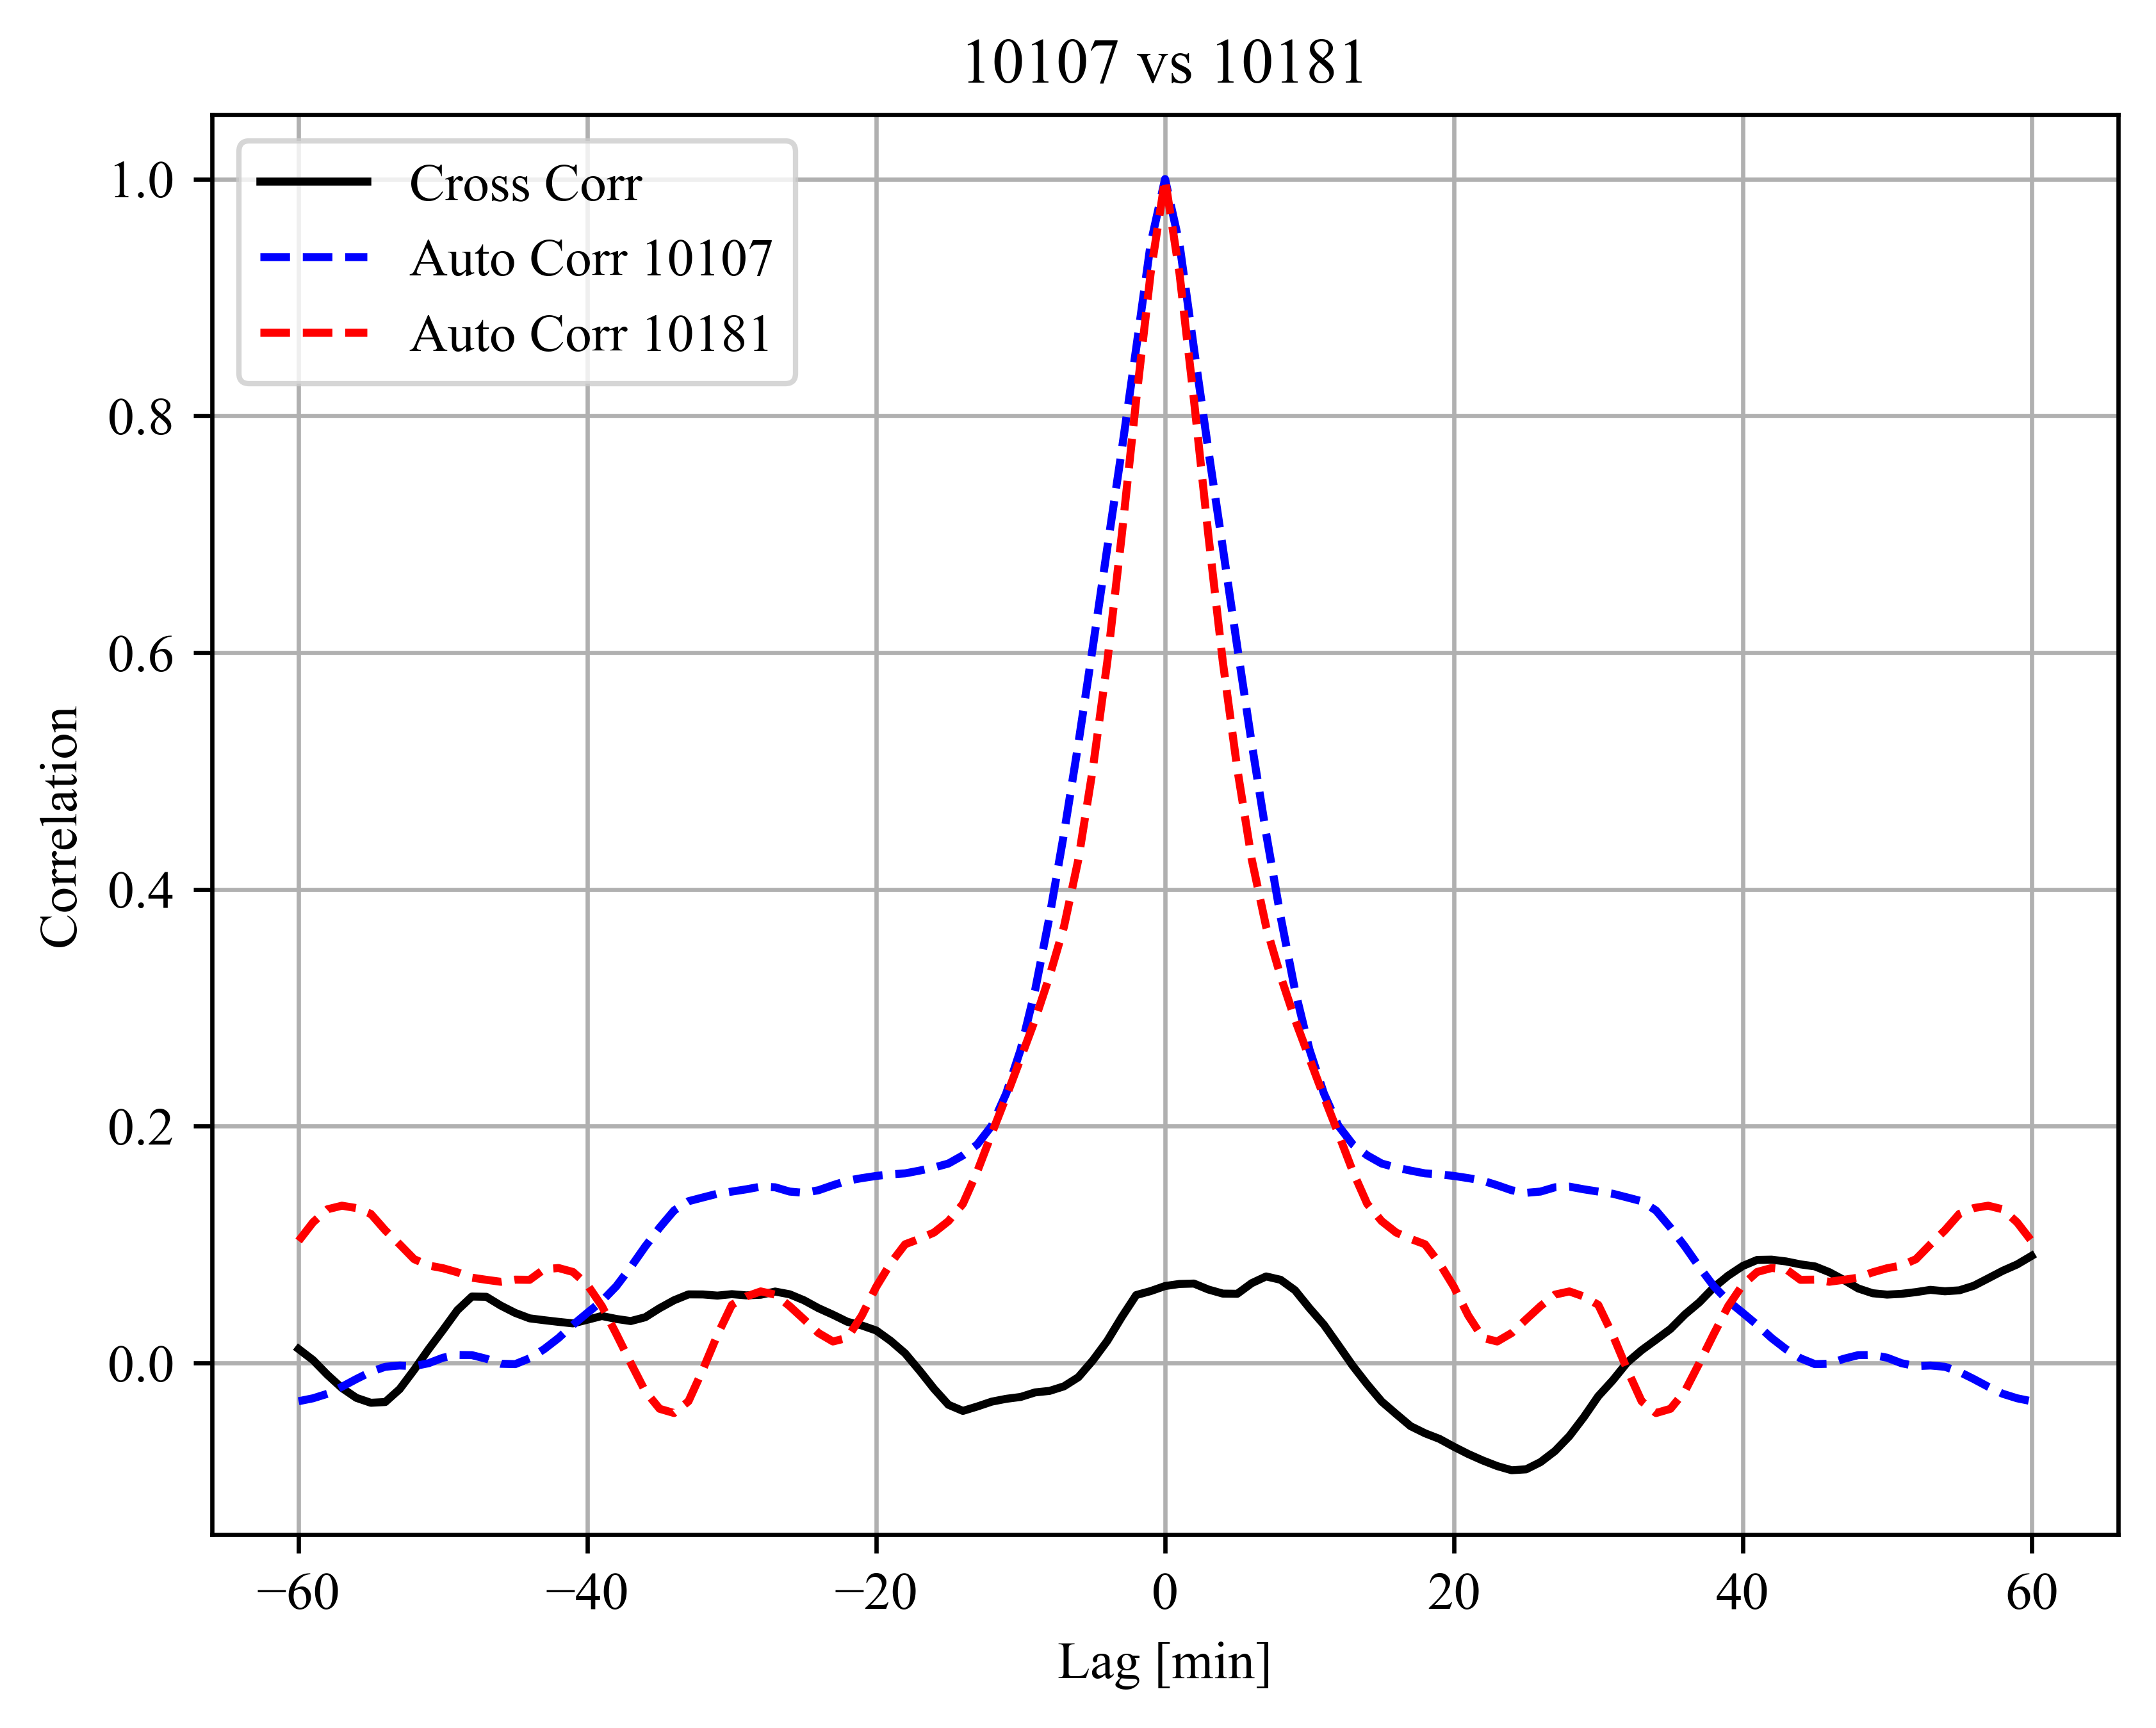 10107 vs 10181
Cross Corr
Auto Corr 10107
Auto Corr 10181
1.0
0.8
0.6
0.4
0.2
0.0
Correlation
−60 −40 −20 0 20 40 60
Lag [min]